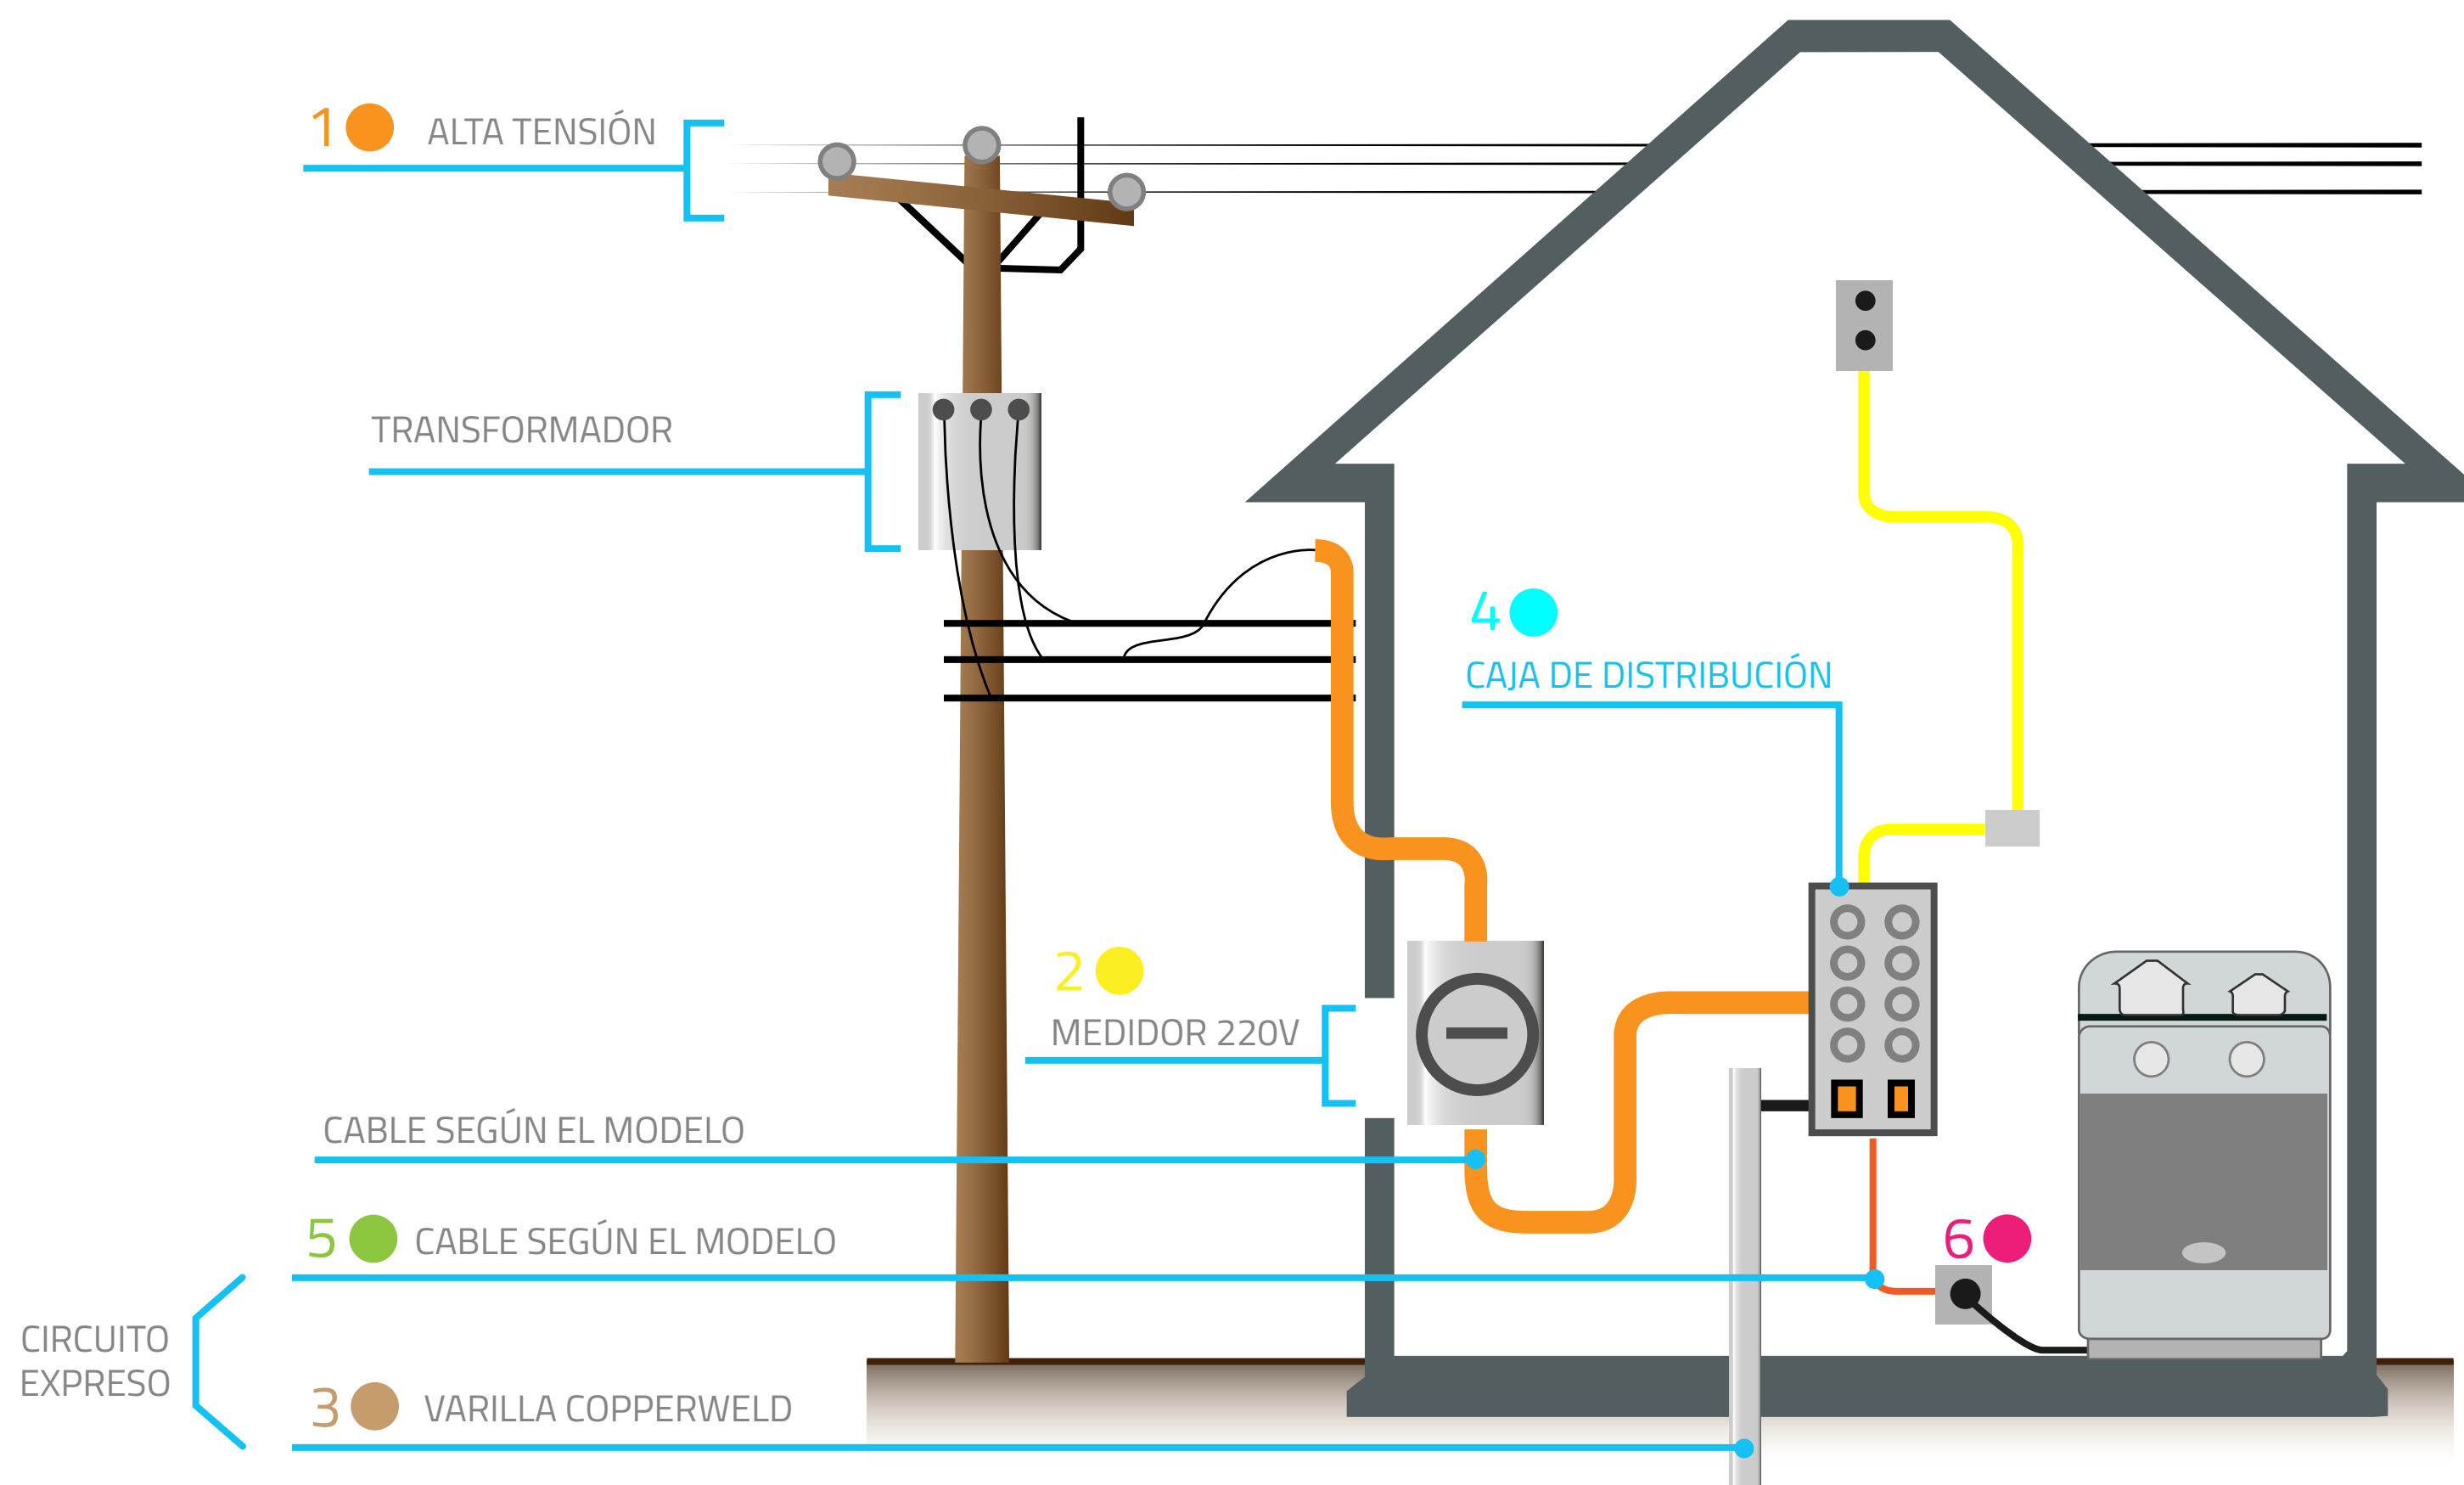 1 ALTA TENSIÓN
TRANSFORMADOR
4
CAJA DE DISTRIBUCIÓN
2
MEDIDOR 220V
CABLE SEGÚN EL MODELO
5 CABLE SEGÚN EL MODELO
6
CIRCUITO
EXPRESO
3 VARILLA COPPERWELD